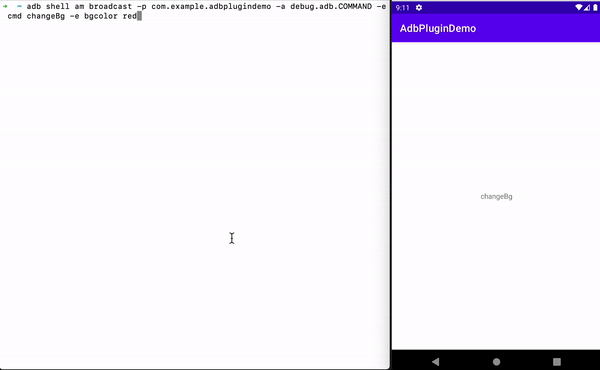 → ~ adb shell am broadcast -p com.example.adbplugindemo -a debug.adb.COMMAND -e
cmd changeBg -e bgcolor red
9:11
AdbPluginDemo
changeBg